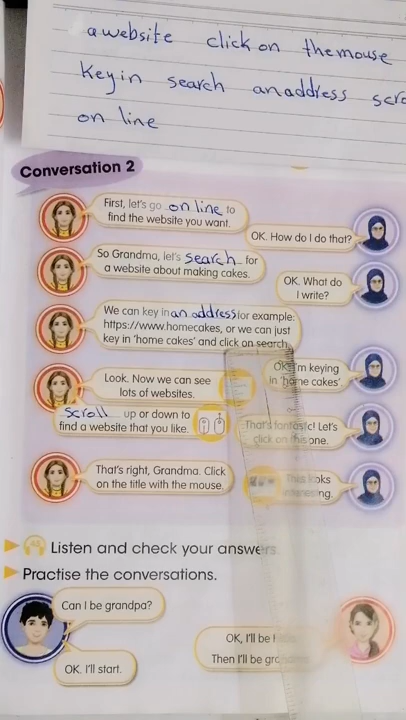 a website click on the mouse
key in search an address scro
on line
Conversation 2
First, let's go on line to
find the website you want.
OK. How do I do that?
So Grandma, let's search for
a website about making cakes.
OK. What do
I write?
We can key in an address for example:
https://www.homecakes, or we can just
key in 'home cakes' and click on search.
OK. I'm keying
in 'home cakes'.
Look. Now we can see
lots of websites.
scroll up or down to
find a website that you like.
That's fantastic! Let's
click on this one.
That's right, Grandma. Click
on the title with the mouse.
This looks
interesting.
Listen and check your answers.
Practise the conversations.
Can I be grandpa?
OK, I'll be
Then I'll be
OK. I'll start.